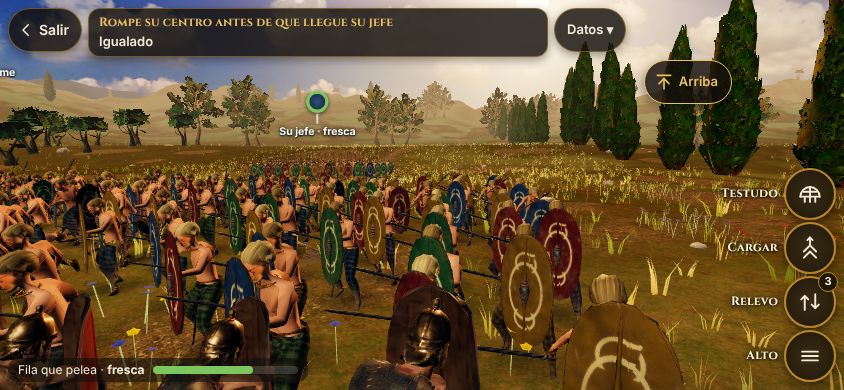 Salir
ROMPE SU CENTRO ANTES DE QUE LLEGUE SU JEFE
Igualado
Datos ▾
me
Arriba
Su jefe · fresca
TESTUDO
CARGAR
3
RELEVO
ALTO
Fila que pelea · fresca